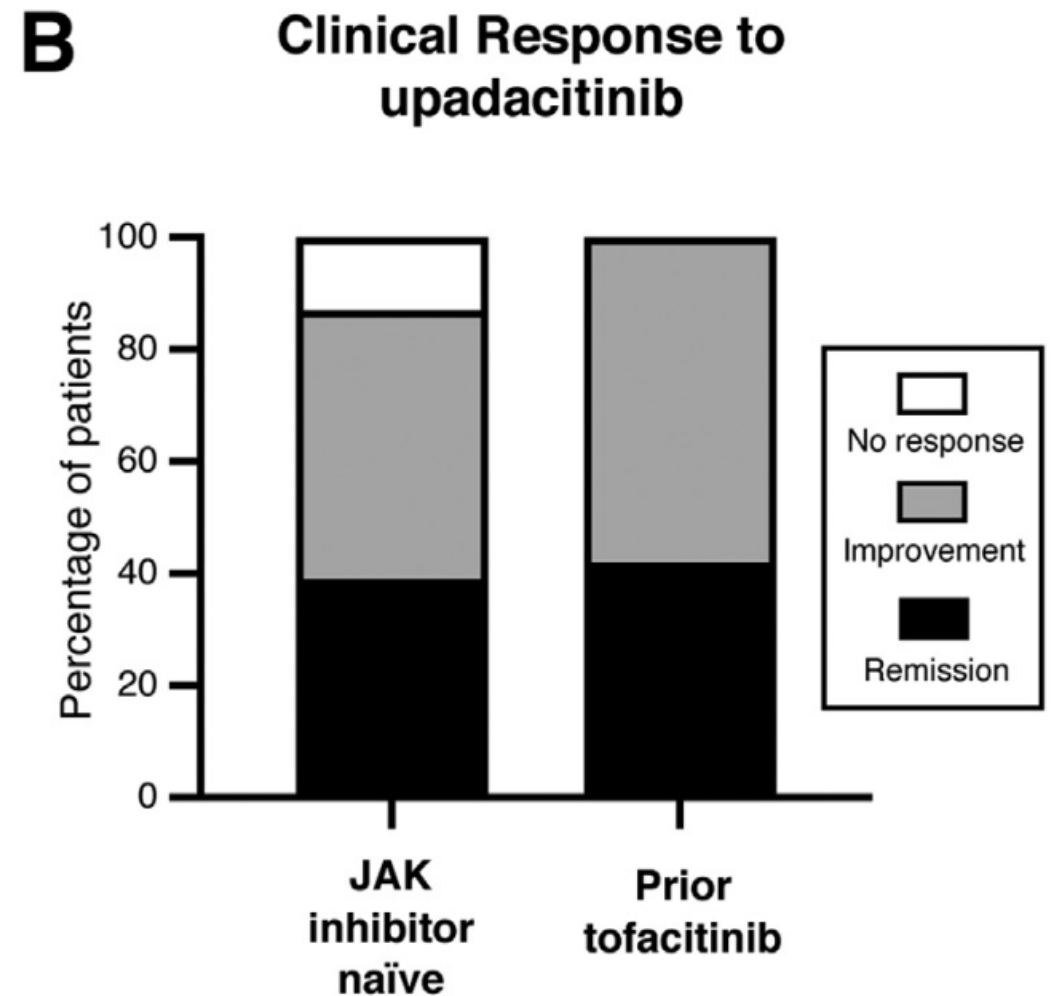 B
Clinical Response to
upadacitinib
Percentage of patients
100
80
60
40
20
0
JAK
inhibitor
naïve
Prior
tofacitinib
No response
Improvement
Remission